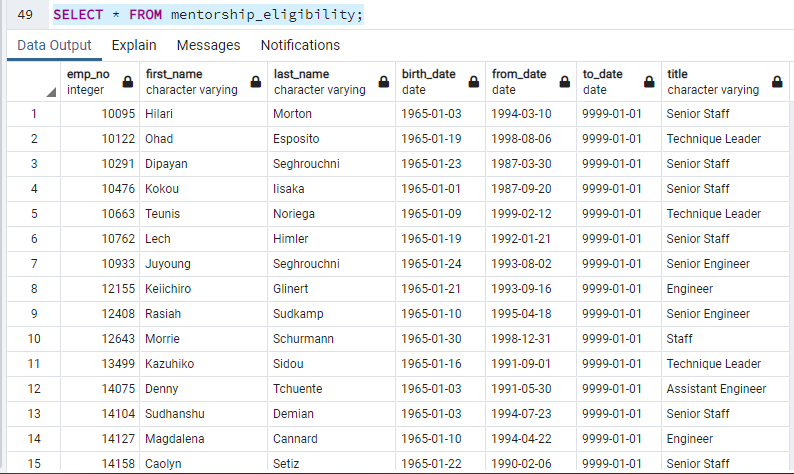 49 SELECT * FROM mentorship_eligibility;
Data Output Explain Messages Notifications
emp_no first_name last_name birth_date from_date to_date title
integer character varying character varying date date date character varying
1 10095 Hilari Morton 1965-01-03 1994-03-10 9999-01-01 Senior Staff
2 10122 Ohad Esposito 1965-01-19 1998-08-06 9999-01-01 Technique Leader
3 10291 Dipayan Seghrouchni 1965-01-23 1987-03-30 9999-01-01 Senior Staff
4 10476 Kokou Iisaka 1965-01-01 1987-09-20 9999-01-01 Senior Staff
5 10663 Teunis Noriega 1965-01-09 1999-02-12 9999-01-01 Technique Leader
6 10762 Lech Himler 1965-01-19 1992-01-21 9999-01-01 Senior Staff
7 10933 Juyoung Seghrouchni 1965-01-24 1993-08-02 9999-01-01 Senior Engineer
8 12155 Keiichiro Glinert 1965-01-21 1993-09-16 9999-01-01 Engineer
9 12408 Rasiah Sudkamp 1965-01-10 1995-04-18 9999-01-01 Senior Engineer
10 12643 Morrie Schurmann 1965-01-30 1998-12-31 9999-01-01 Staff
11 13499 Kazuhiko Sidou 1965-01-16 1991-09-01 9999-01-01 Technique Leader
12 14075 Denny Tchuente 1965-01-03 1991-05-30 9999-01-01 Assistant Engineer
13 14104 Sudhanshu Demian 1965-01-03 1994-07-23 9999-01-01 Senior Staff
14 14127 Magdalena Cannard 1965-01-10 1994-04-22 9999-01-01 Engineer
15 14158 Caolyn Setiz 1965-01-22 1990-02-06 9999-01-01 Senior Staff